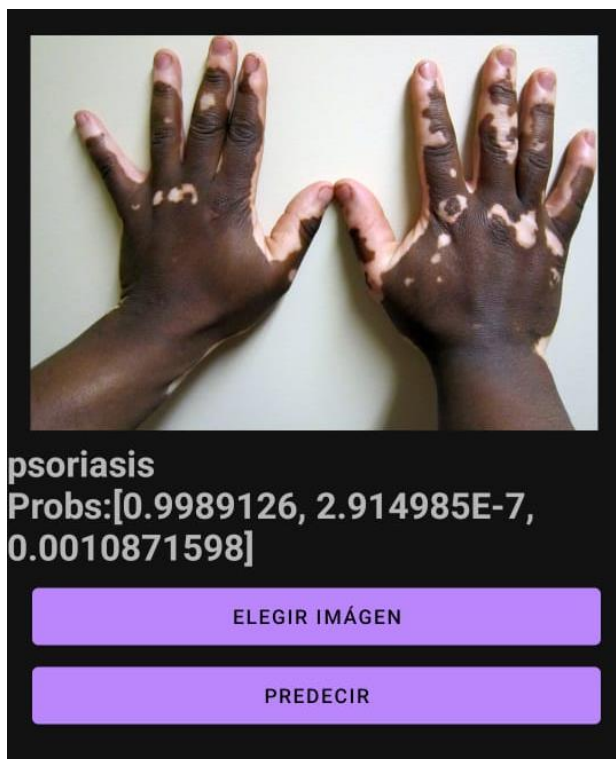 psoriasis
Probs:[0.9989126, 2.914985E-7,
0.0010871598]
ELEGIR IMÁGEN
PREDECIR